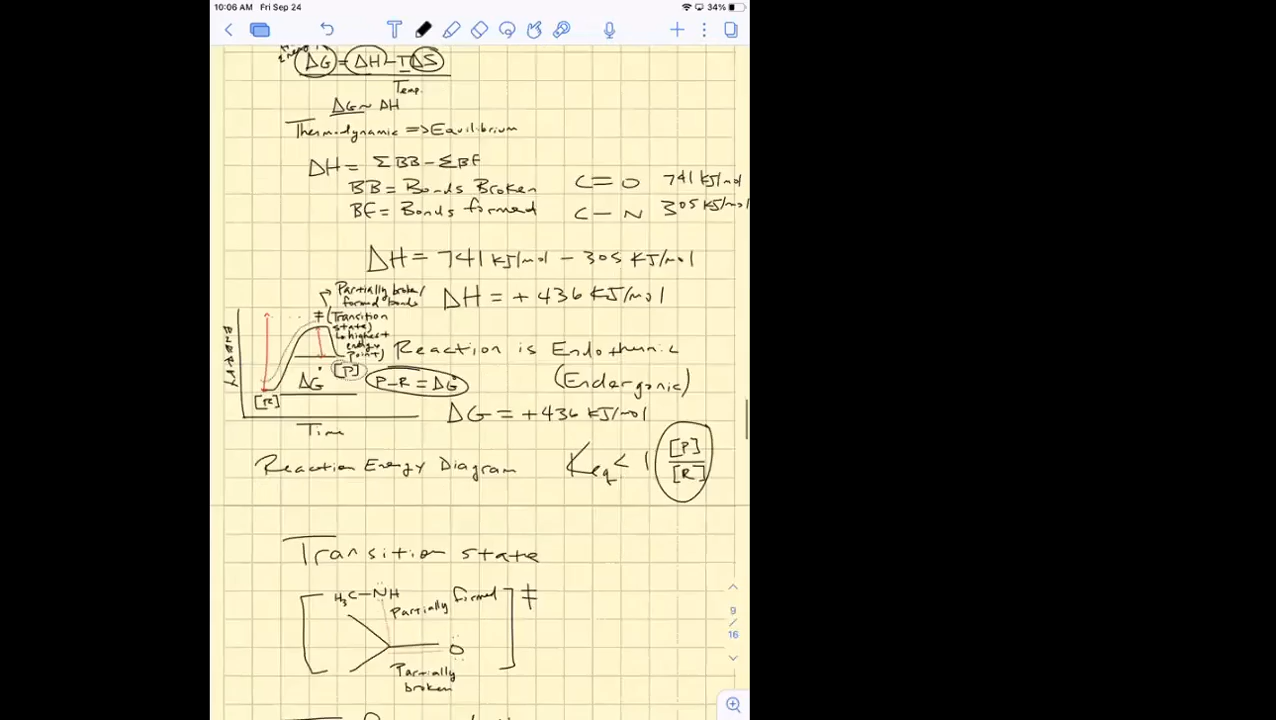 10:06 AM Fri Sep 24
34%
ΔG = ΔH - TΔS
Temp.
ΔG ~ ΔH
Thermodynamic => Equilibrium
ΔH = ΣBB - ΣBF
BB = Bonds Broken
BF = Bonds formed
C=O 741 kJ/mol
C-N 305 kJ/mol
ΔH = 741 kJ/mol - 305 kJ/mol
ΔH = +436 kJ/mol
Partially broken/
formed bonds
‡ (Transition
state)
↳ highest
energy
point)
ENERGY
[P]
ΔG°
[R]
Time
P-R = ΔG°
Reaction is Endothermic
(Endergonic)
ΔG = +436 kJ/mol
Reaction Energy Diagram
Keq < 1
[P]
[R]
Transition state
H3C-NH
‡
Partially formed
O
Partially
broken
9
/
16